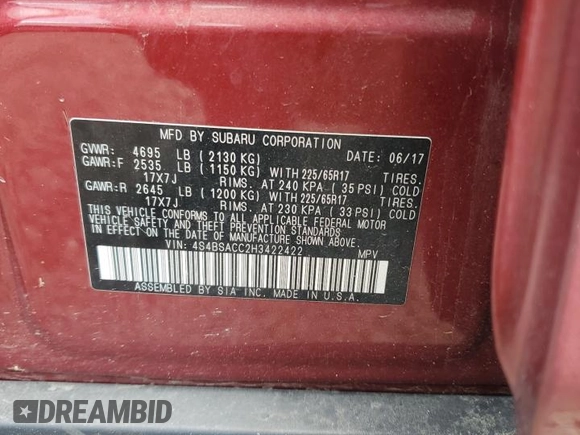 MFD BY SUBARU CORPORATION
GVWR: 4695 LB (2130 KG) DATE: 06/17
GAWR:F 2535 LB (1150 KG) WITH 225/65R17 TIRES.
17X7J RIMS. AT 240 KPA (35 PSI) COLD
GAWR:R 2645 LB (1200 KG) WITH 225/65R17 TIRES.
17X7J RIMS. AT 230 KPA (33 PSI) COLD
THIS VEHICLE CONFORMS TO ALL APPLICABLE FEDERAL MOTOR
VEHICLE SAFETY AND THEFT PREVENTION STANDARDS
IN EFFECT ON THE DATE OF MANUFACTURE SHOWN ABOVE.
VIN: 4S4BSACC2H3422422 MPV
ASSEMBLED BY SIA INC. MADE IN U.S.A.
DREAMBID